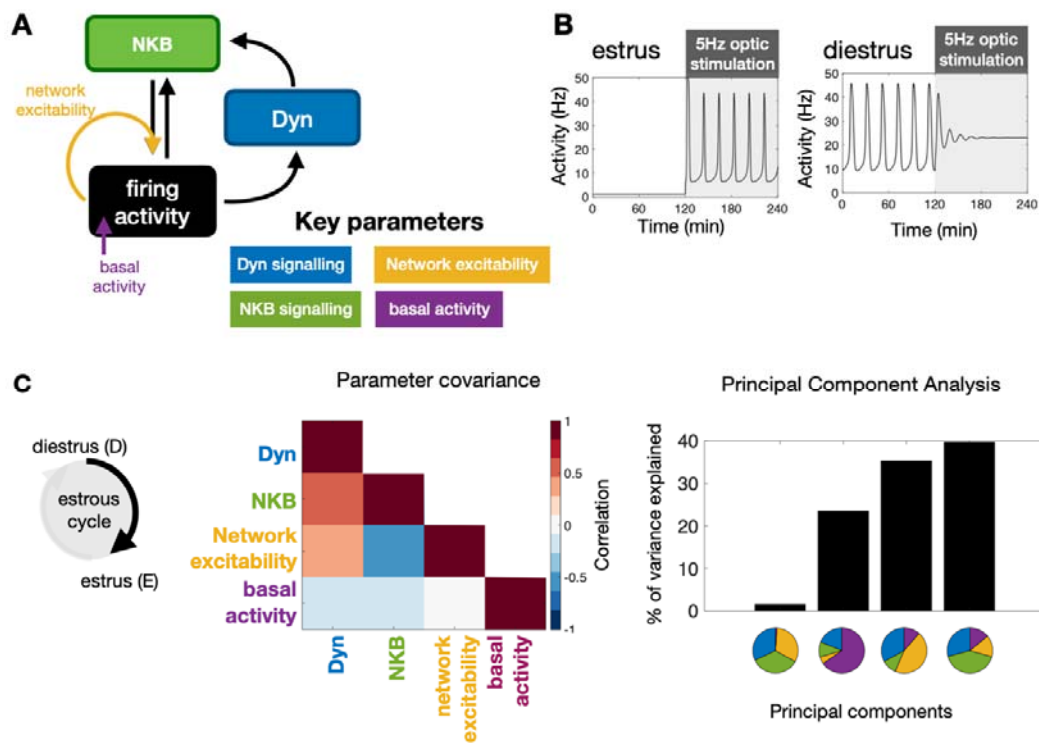 A
NKB
network
excitability
Dyn
firing
activity
basal
activity
Key parameters
Dyn signalling
Network excitability
NKB signalling
basal activity
B
estrus
5Hz optic
stimulation
Activity (Hz)
50
40
30
20
10
0
0
60
120
180
240
Time (min)
diestrus
5Hz optic
stimulation
Activity (Hz)
50
40
30
20
10
0
0
60
120
180
240
Time (min)
C
diestrus (D)
estrous
cycle
estrus (E)
Parameter covariance
Dyn
NKB
Network
excitability
basal
activity
Dyn
NKB
network
excitability
basal
activity
1
0.5
0
-0.5
-1
Correlation
Principal Component Analysis
% of variance explained
40
30
20
10
0
Principal components